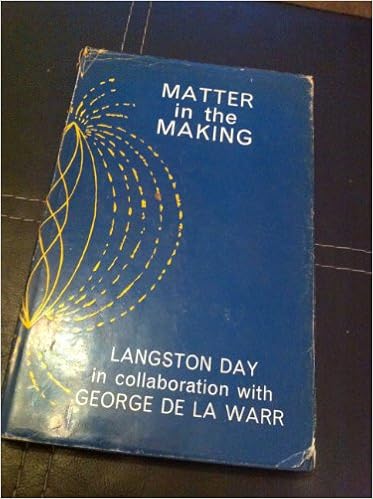 MATTER
in the
MAKING
LANGSTON DAY
in collaboration with
GEORGE DE LA WARR